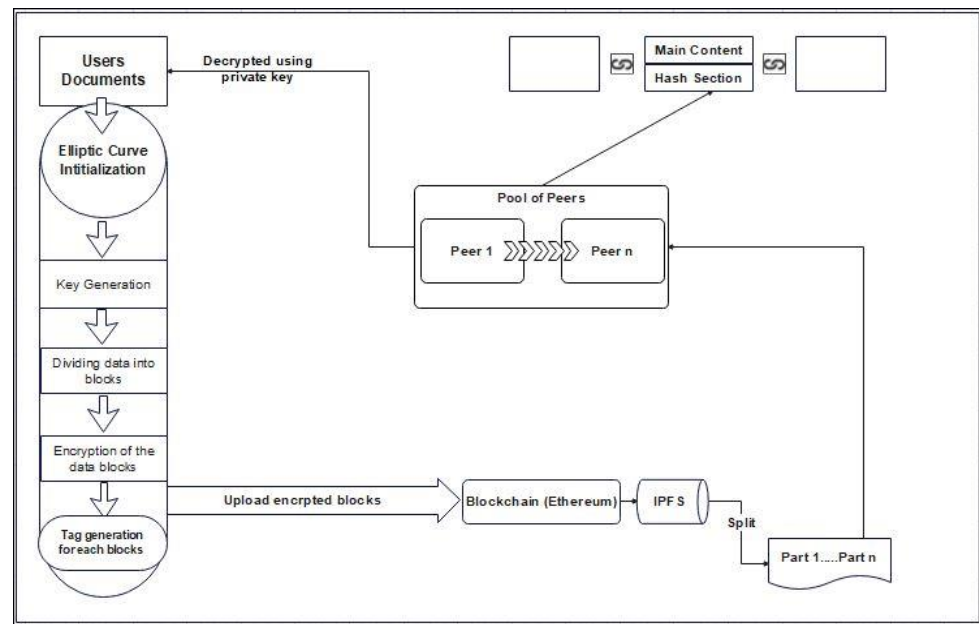 Users
Documents
Elliptic Curve
Intitialization
Key Generation
Dividing data into
blocks
Encryption of the
data blocks
Tag generation
for each blocks
Decrypted using
private key
Main Content
Hash Section
Pool of Peers
Peer 1
Peer n
Upload encrpted blocks
Blockchain (Ethereum)
IPFS
Split
Part 1.....Part n